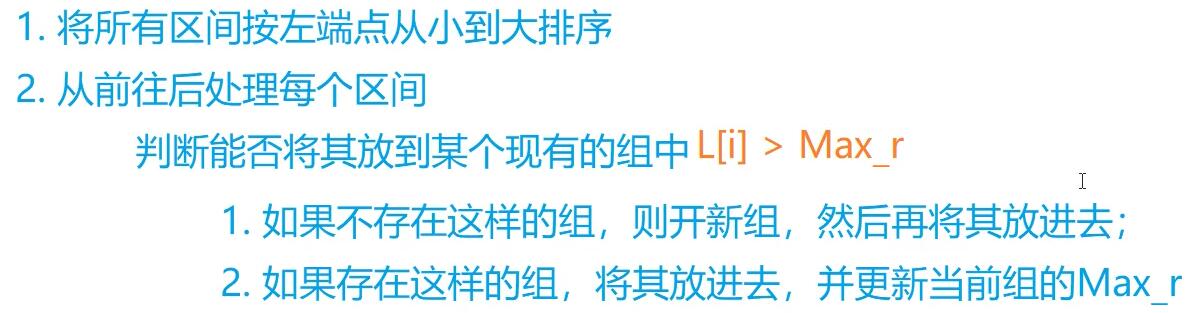 1. 将所有区间按左端点从小到大排序
2. 从前往后处理每个区间
判断能否将其放到某个现有的组中 L[i] > Max_r
1. 如果不存在这样的组，则开新组，然后再将其放进去；
2. 如果存在这样的组，将其放进去，并更新当前组的Max_r